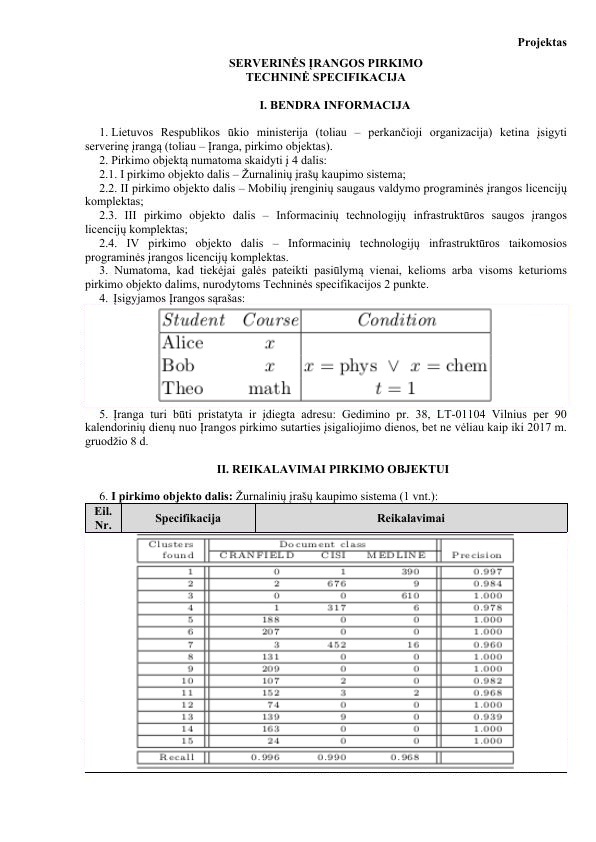 Projektas
SERVERINĖS ĮRANGOS PIRKIMO
TECHNINĖ SPECIFIKACIJA
I. BENDRA INFORMACIJA
1. Lietuvos Respublikos ūkio ministerija (toliau – perkančioji organizacija) ketina įsigyti
serverinę įrangą (toliau – Įranga, pirkimo objektas).
2. Pirkimo objektą numatoma skaidyti į 4 dalis:
2.1. I pirkimo objekto dalis – Žurnalinių įrašų kaupimo sistema;
2.2. II pirkimo objekto dalis – Mobilių įrenginių saugaus valdymo programinės įrangos licencijų
komplektas;
2.3. III pirkimo objekto dalis – Informacinių technologijų infrastruktūros saugos įrangos
licencijų komplektas;
2.4. IV pirkimo objekto dalis – Informacinių technologijų infrastruktūros taikomosios
programinės įrangos licencijų komplektas.
3. Numatoma, kad tiekėjai galės pateikti pasiūlymą vienai, kelioms arba visoms keturioms
pirkimo objekto dalims, nurodytoms Techninės specifikacijos 2 punkte.
4. Įsigyjamos Įrangos sąrašas:
Student Course Condition
Alice x
Bob x x = phys ∨ x = chem
Theo math t = 1
5. Įranga turi būti pristatyta ir įdiegta adresu: Gedimino pr. 38, LT-01104 Vilnius per 90
kalendorinių dienų nuo Įrangos pirkimo sutarties įsigaliojimo dienos, bet ne vėliau kaip iki 2017 m.
gruodžio 8 d.
II. REIKALAVIMAI PIRKIMO OBJEKTUI
6. I pirkimo objekto dalis: Žurnalinių įrašų kaupimo sistema (1 vnt.):
Eil. Nr. Specifikacija Reikalavimai
Clusters Document class
found CRANFIELD CISI MEDLINE Precision
1 0 1 390 0.997
2 2 676 9 0.984
3 0 0 610 1.000
4 1 317 6 0.978
5 188 0 0 1.000
6 207 0 0 1.000
7 3 452 16 0.960
8 131 0 0 1.000
9 209 0 0 1.000
10 107 2 0 0.982
11 152 3 2 0.968
12 74 0 0 1.000
13 139 9 0 0.939
14 163 0 0 1.000
15 24 0 0 1.000
Recall 0.996 0.990 0.968